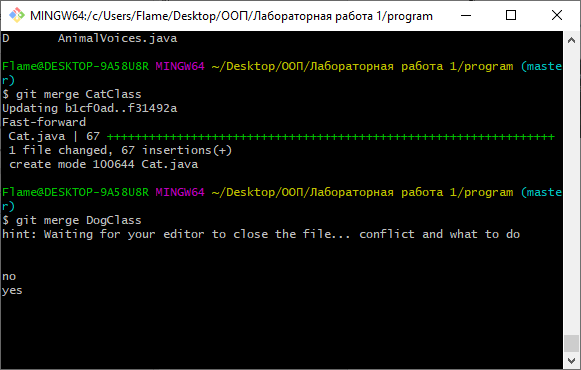 MINGW64:/c/Users/Flame/Desktop/ООП/Лабораторная работа 1/program
D      AnimalVoices.java
Flame@DESKTOP-9A58U8R MINGW64 ~/Desktop/ООП/Лабораторная работа 1/program (maste
r)
$ git merge CatClass
Updating b1cf0ad..f31492a
Fast-forward
 Cat.java | 67 +++++++++++++++++++++++++++++++++++++++++++++++++++++++++++++++++++
 1 file changed, 67 insertions(+)
 create mode 100644 Cat.java
Flame@DESKTOP-9A58U8R MINGW64 ~/Desktop/ООП/Лабораторная работа 1/program (maste
r)
$ git merge DogClass
hint: Waiting for your editor to close the file... conflict and what to do
no
yes